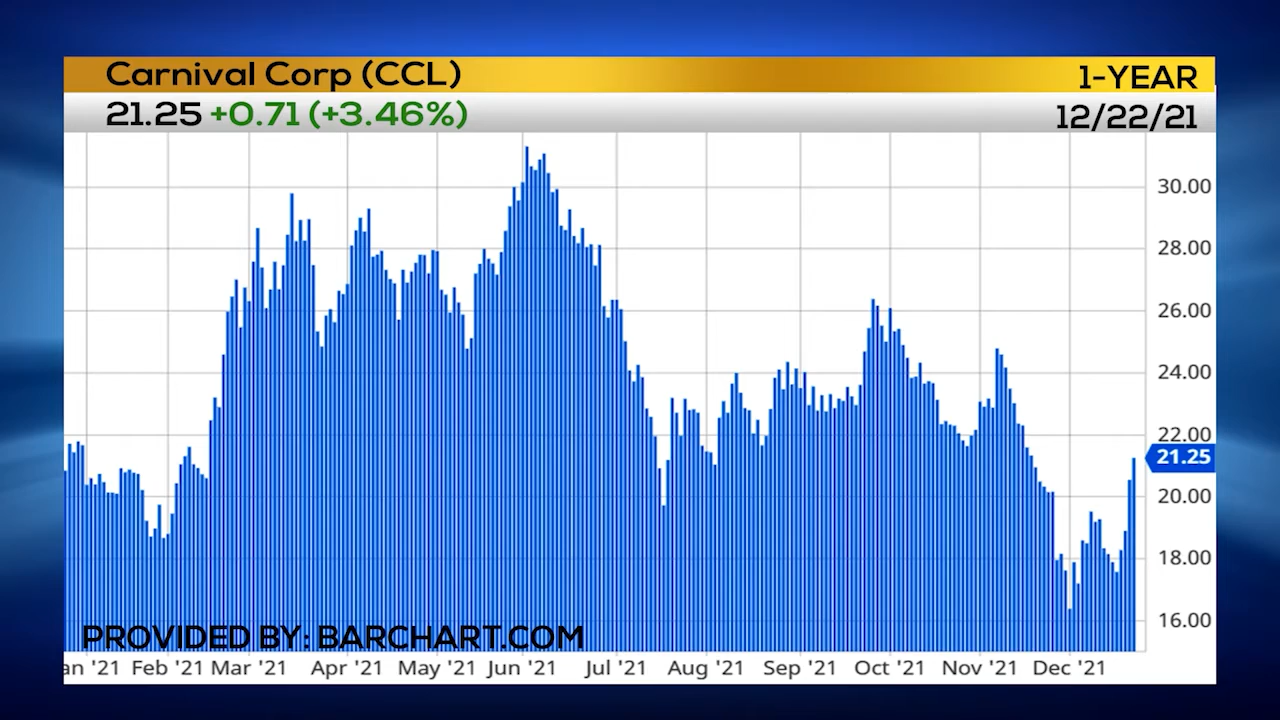 Carnival Corp (CCL)
1-YEAR
21.25 +0.71 (+3.46%)
12/22/21
30.00
28.00
26.00
24.00
22.00
21.25
20.00
18.00
16.00
PROVIDED BY: BARCHART.COM
an '21 Feb '21 Mar '21 Apr '21 May '21 Jun '21 Jul '21 Aug '21 Sep '21 Oct '21 Nov '21 Dec '21